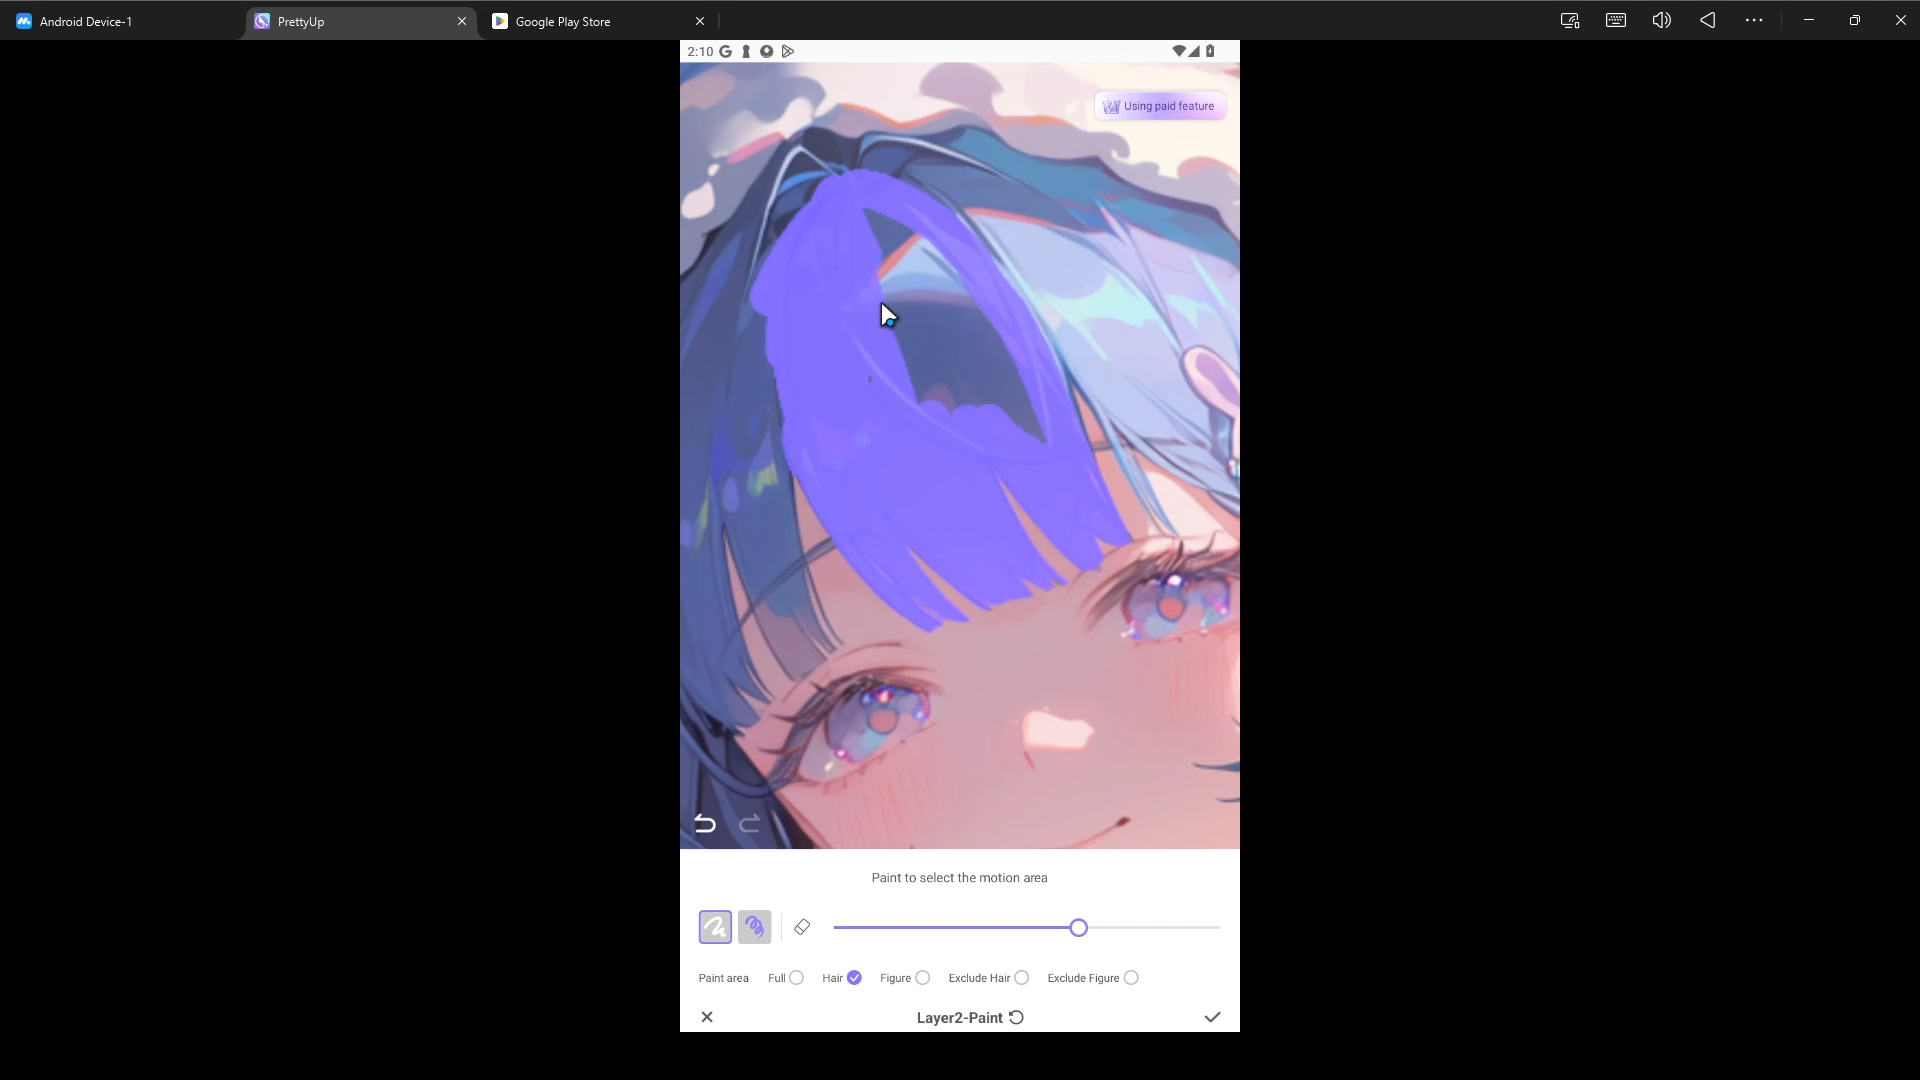 Android Device-1
PrettyUp
Google Play Store
2:10
Using paid feature
Paint to select the motion area
Paint area Full Hair Figure Exclude Hair Exclude Figure
Layer2-Paint